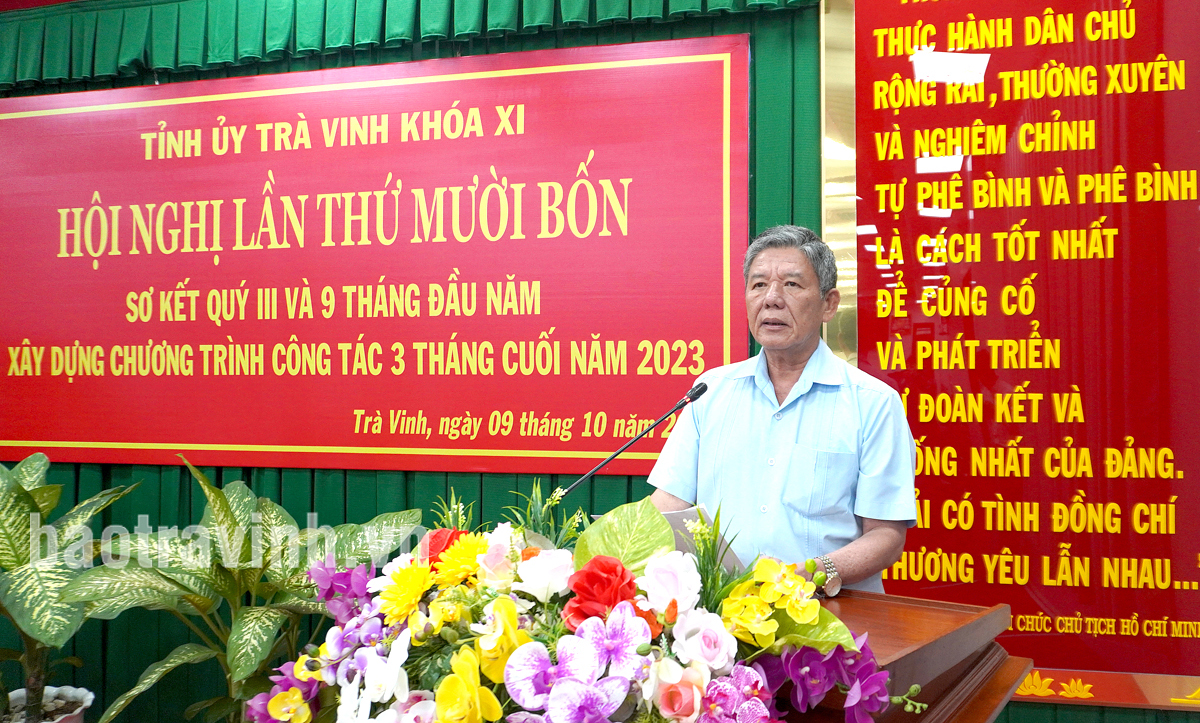 TỈNH ỦY TRÀ VINH KHÓA XI
HỘI NGHỊ LẦN THỨ MƯỜI BỐN
SƠ KẾT QUÝ III VÀ 9 THÁNG ĐẦU NĂM
XÂY DỰNG CHƯƠNG TRÌNH CÔNG TÁC 3 THÁNG CUỐI NĂM 2023
Trà Vinh, ngày 09 tháng 10 năm 2
THỰC HÀNH DÂN CHỦ
RỘNG RÃI, THƯỜNG XUYÊN
VÀ NGHIÊM CHỈNH
TỰ PHÊ BÌNH VÀ PHÊ BÌNH
LÀ CÁCH TỐT NHẤT
ĐỂ CỦNG CỐ
VÀ PHÁT TRIỂN
ĐOÀN KẾT VÀ
NHẤT CỦA ĐẢNG.
CÓ TÌNH ĐỒNG CHÍ
THƯƠNG YÊU LẪN NHAU...
CHÚC CHỦ TỊCH HỒ CHÍ MINH
baotravinh.vn